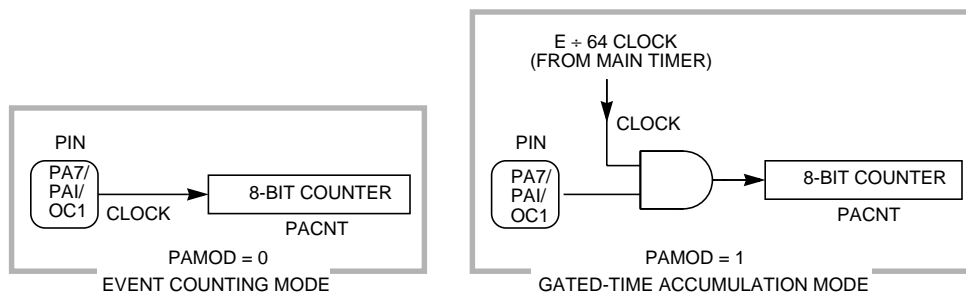 PIN
PA7/
PAI/
OC1
CLOCK
8-BIT COUNTER
PACNT
PAMOD = 0
EVENT COUNTING MODE
E ÷ 64 CLOCK
(FROM MAIN TIMER)
CLOCK
PIN
PA7/
PAI/
OC1
8-BIT COUNTER
PACNT
PAMOD = 1
GATED-TIME ACCUMULATION MODE